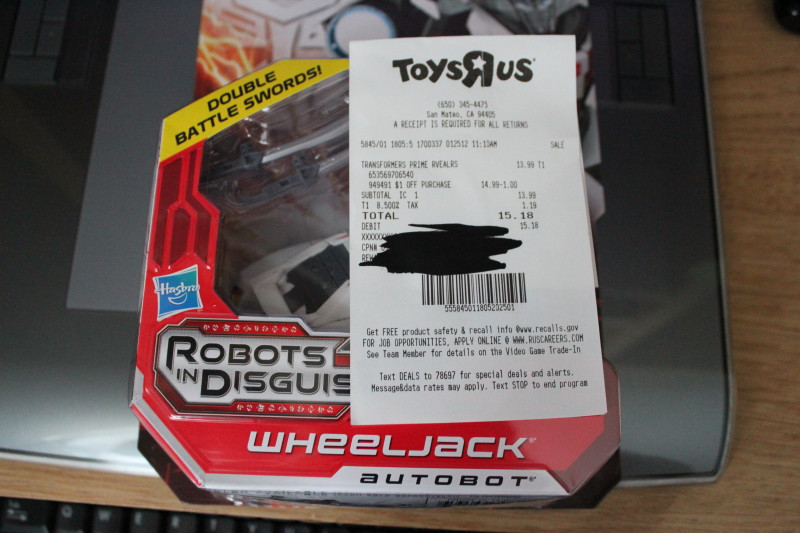 DOUBLE
BATTLE SWORDS!
Hasbro
ROBOTS
IN DISGUIS
WHEELJACK
AUTOBOT
TOYSRUS
(650) 345-4475
San Mateo, CA 94405
A RECEIPT IS REQUIRED FOR ALL RETURNS
5845/01 1805:5 1700337 012512 11:13AM SALE
TRANSFORMERS PRIME RVEALRS 13.99 T1
653569706540
949491 $1 OFF PURCHASE 14.99-1.00
SUBTOTAL IC 1 13.99
T1 8.500% TAX 1.19
TOTAL 15.18
DEBIT 15.18
CPN#
555845011805232501
Get FREE product safety & recall info @www.recalls.gov
FOR JOB OPPORTUNITIES, APPLY ONLINE @ WWW.RUSCAREERS.COM
See Team Member for details on the Video Game Trade-In
Text DEALS to 78697 for special deals and alerts.
Message&data rates may apply. Text STOP to end program